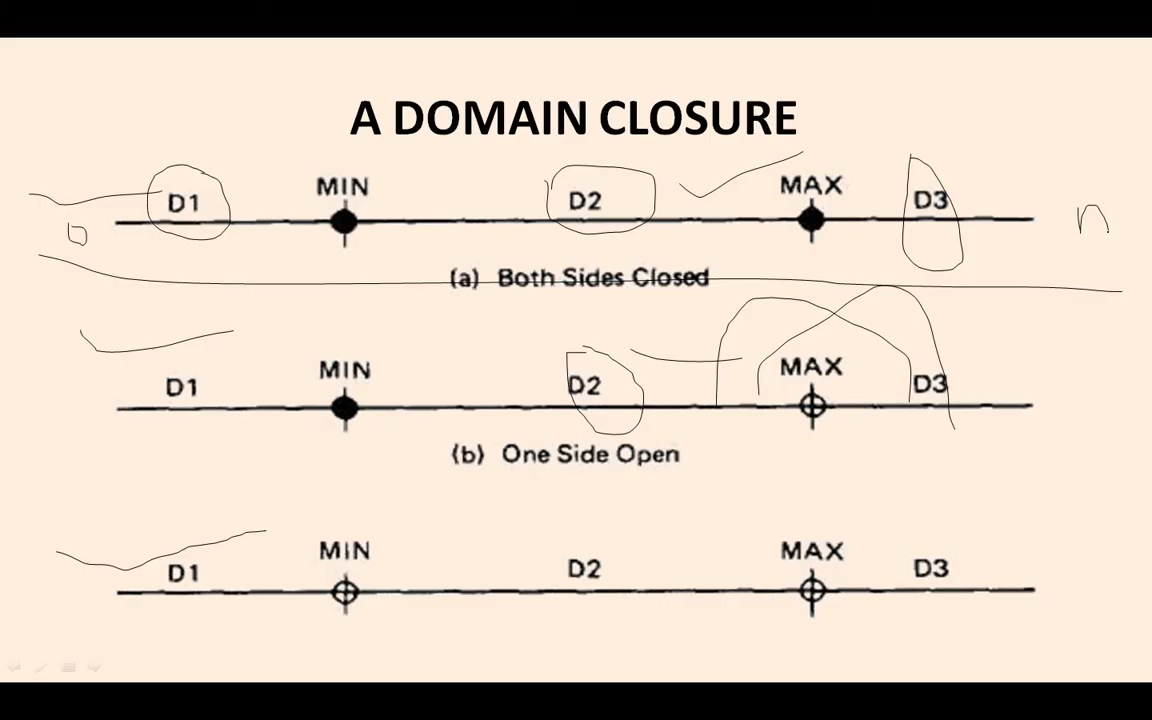 A DOMAIN CLOSURE
D1 MIN D2 MAX D3 n
(a) Both Sides Closed
D1 MIN D2 MAX D3
(b) One Side Open
D1 MIN D2 MAX D3